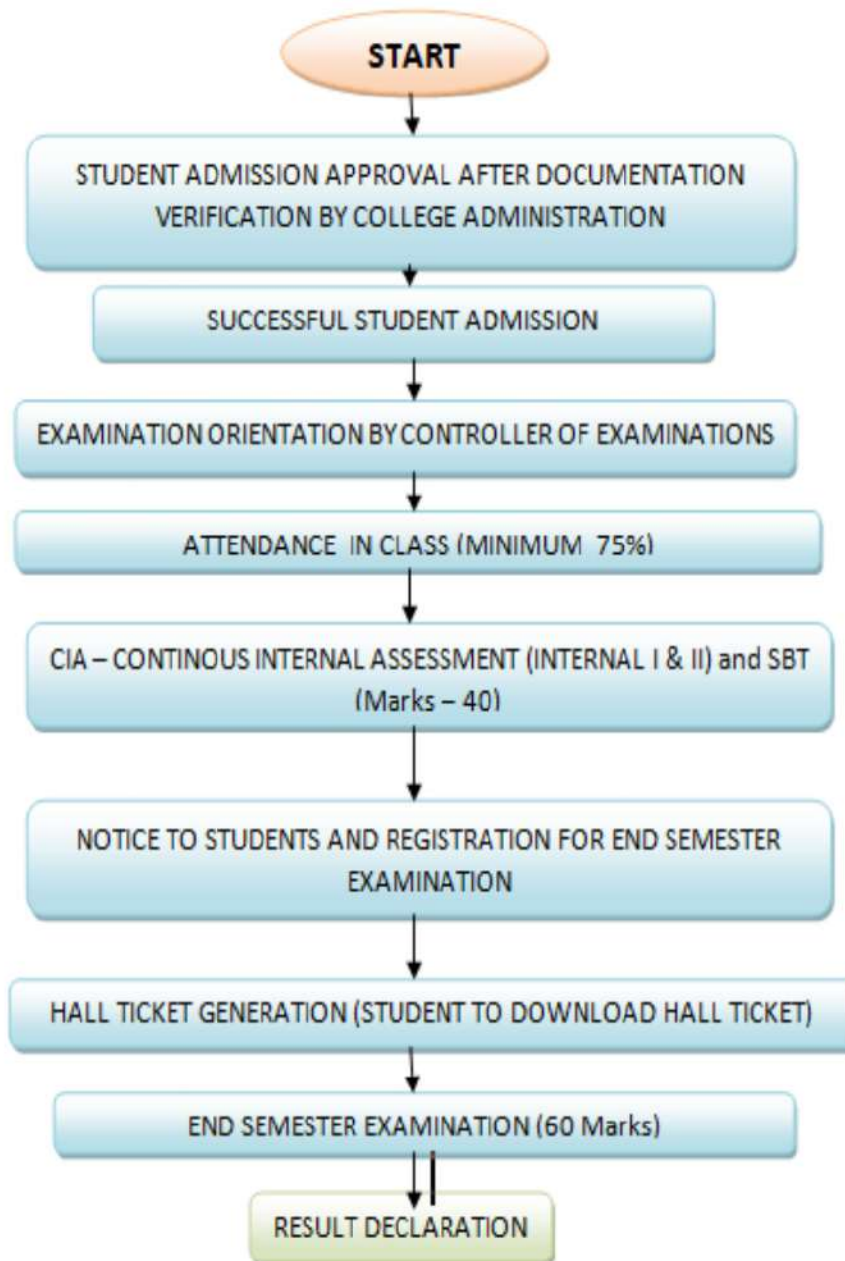 START
STUDENT ADMISSION APPROVAL AFTER DOCUMENTATION
VERIFICATION BY COLLEGE ADMINISTRATION
SUCCESSFUL STUDENT ADMISSION
EXAMINATION ORIENTATION BY CONTROLLER OF EXAMINATIONS
ATTENDANCE IN CLASS (MINIMUM 75%)
CIA – CONTINOUS INTERNAL ASSESSMENT (INTERNAL I & II) and SBT
(Marks – 40)
NOTICE TO STUDENTS AND REGISTRATION FOR END SEMESTER
EXAMINATION
HALL TICKET GENERATION (STUDENT TO DOWNLOAD HALL TICKET)
END SEMESTER EXAMINATION (60 Marks)
RESULT DECLARATION